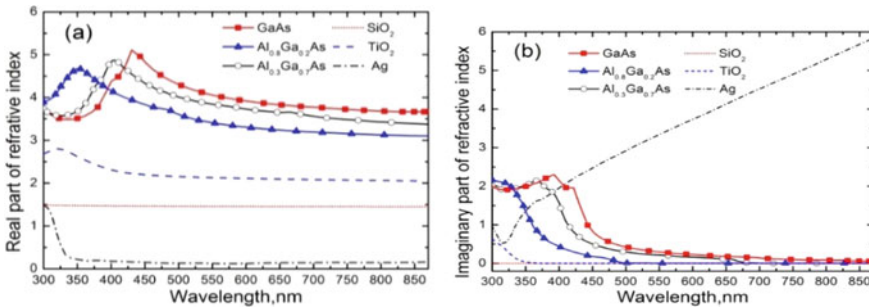 (a)
GaAs
SiO2
Al0.8Ga0.2As
TiO2
Al0.3Ga0.7As
Ag
Real part of refrative index
6
5
4
3
2
1
0
300 350 400 450 500 550 600 650 700 750 800 850
Wavelength,nm
(b)
GaAs
SiO2
Al0.8Ga0.2As
TiO2
Al0.3Ga0.7As
Ag
Imaginary part of refractive index
6
5
4
3
2
1
0
300 350 400 450 500 550 600 650 700 750 800 850
Wavelength,nm